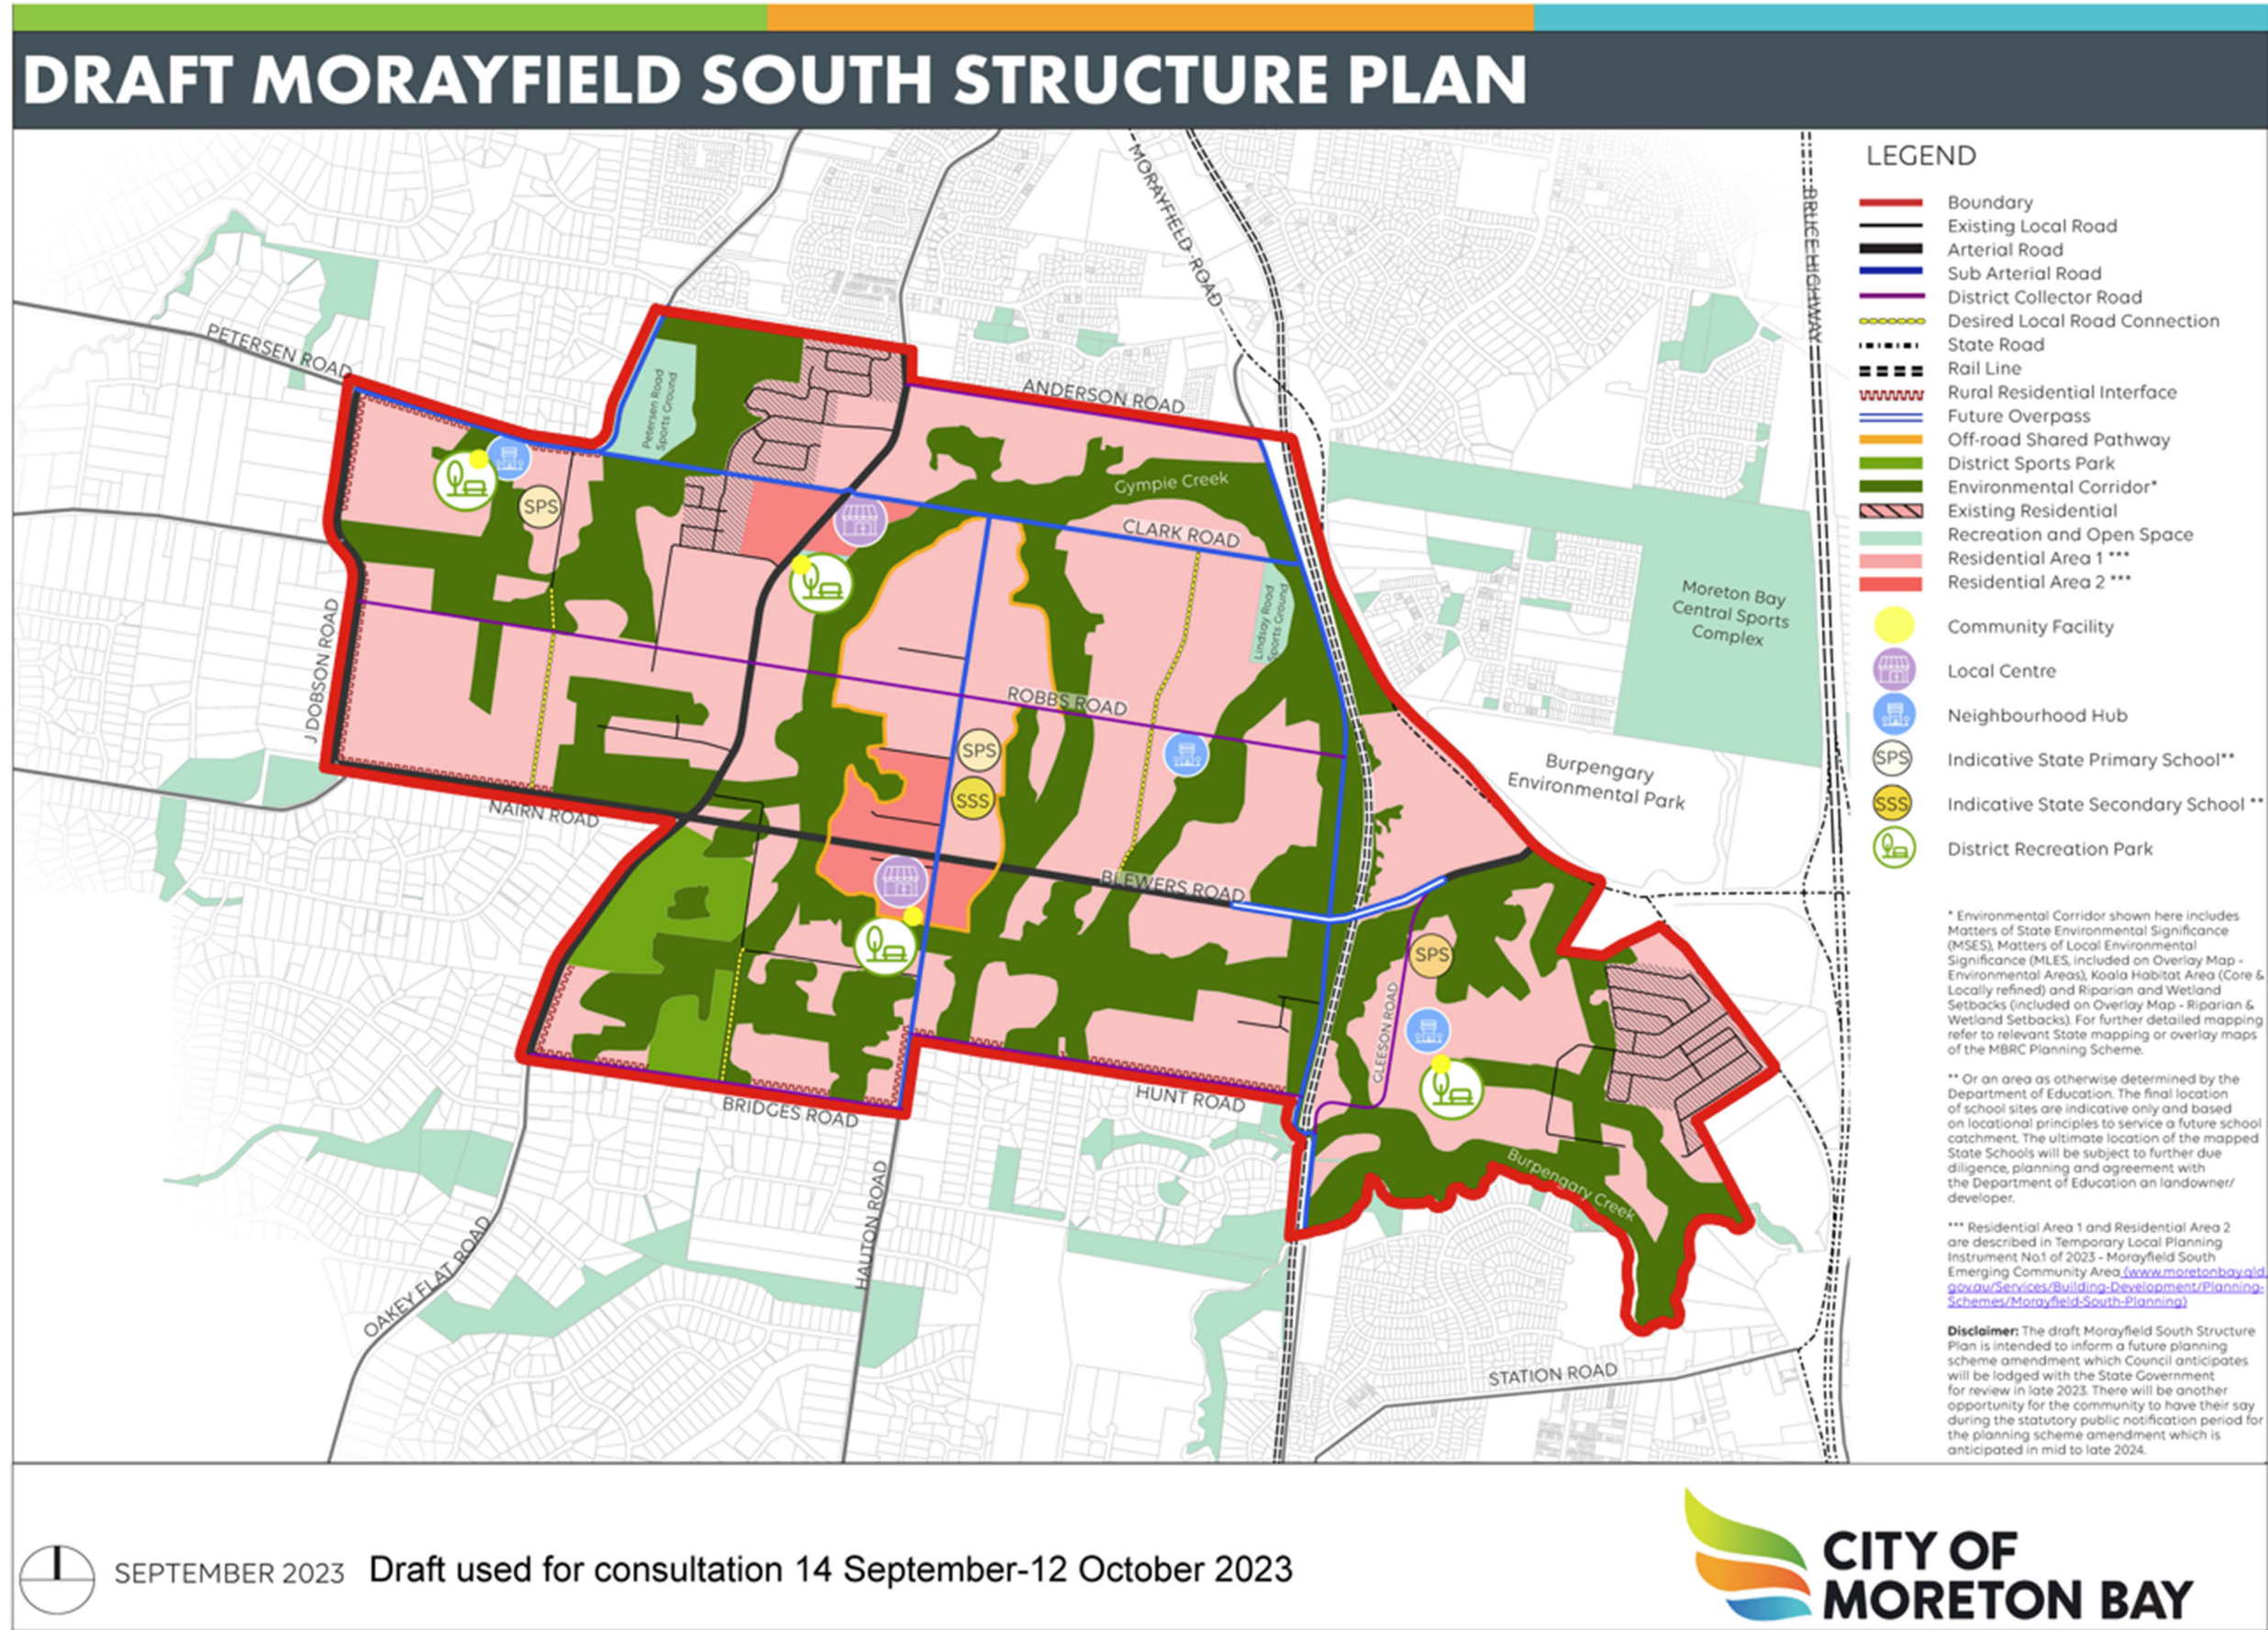 DRAFT MORAYFIELD SOUTH STRUCTURE PLAN
MORAYFIELD ROAD
BRUCE HIGHWAY
PETERSEN ROAD
Petersen Road
Sports Ground
ANDERSON ROAD
Gympie Creek
SPS
CLARK ROAD
Lindsay Road
Sports Ground
Moreton Bay
Central Sports
Complex
J DOBSON ROAD
ROBBS ROAD
SPS
SSS
Burpengary
Environmental Park
NAIRN ROAD
BLEWERS ROAD
SPS
GLEESON ROAD
BRIDGES ROAD
HUNT ROAD
Burpengary Creek
HAUTON ROAD
OAKEY FLAT ROAD
STATION ROAD
LEGEND
Boundary
Existing Local Road
Arterial Road
Sub Arterial Road
District Collector Road
Desired Local Road Connection
State Road
Rail Line
Rural Residential Interface
Future Overpass
Off-road Shared Pathway
District Sports Park
Environmental Corridor*
Existing Residential
Recreation and Open Space
Residential Area 1 ***
Residential Area 2 ***
Community Facility
Local Centre
Neighbourhood Hub
SPS Indicative State Primary School**
SSS Indicative State Secondary School **
District Recreation Park
* Environmental Corridor shown here includes
Matters of State Environmental Significance
(MSES), Matters of Local Environmental
Significance (MLES, included on Overlay Map -
Environmental Areas), Koala Habitat Area (Core &
Locally refined) and Riparian and Wetland
Setbacks (included on Overlay Map - Riparian &
Wetland Setbacks). For further detailed mapping
refer to relevant State mapping or overlay maps
of the MBRC Planning Scheme.
** Or an area as otherwise determined by the
Department of Education. The final location
of school sites are indicative only and based
on locational principles to service a future school
catchment. The ultimate location of the mapped
State Schools will be subject to further due
diligence, planning and agreement with
the Department of Education an landowner/
developer.
*** Residential Area 1 and Residential Area 2
are described in Temporary Local Planning
Instrument No.1 of 2023 - Morayfield South
Emerging Community Area (www.moretonbay.qld.
gov.au/Services/Building-Development/Planning-
Schemes/Morayfield-South-Planning)
Disclaimer: The draft Morayfield South Structure
Plan is intended to inform a future planning
scheme amendment which Council anticipates
will be lodged with the State Government
for review in late 2023. There will be another
opportunity for the community to have their say
during the statutory public notification period for
the planning scheme amendment which is
anticipated in mid to late 2024.
SEPTEMBER 2023 Draft used for consultation 14 September-12 October 2023
CITY OF
MORETON BAY